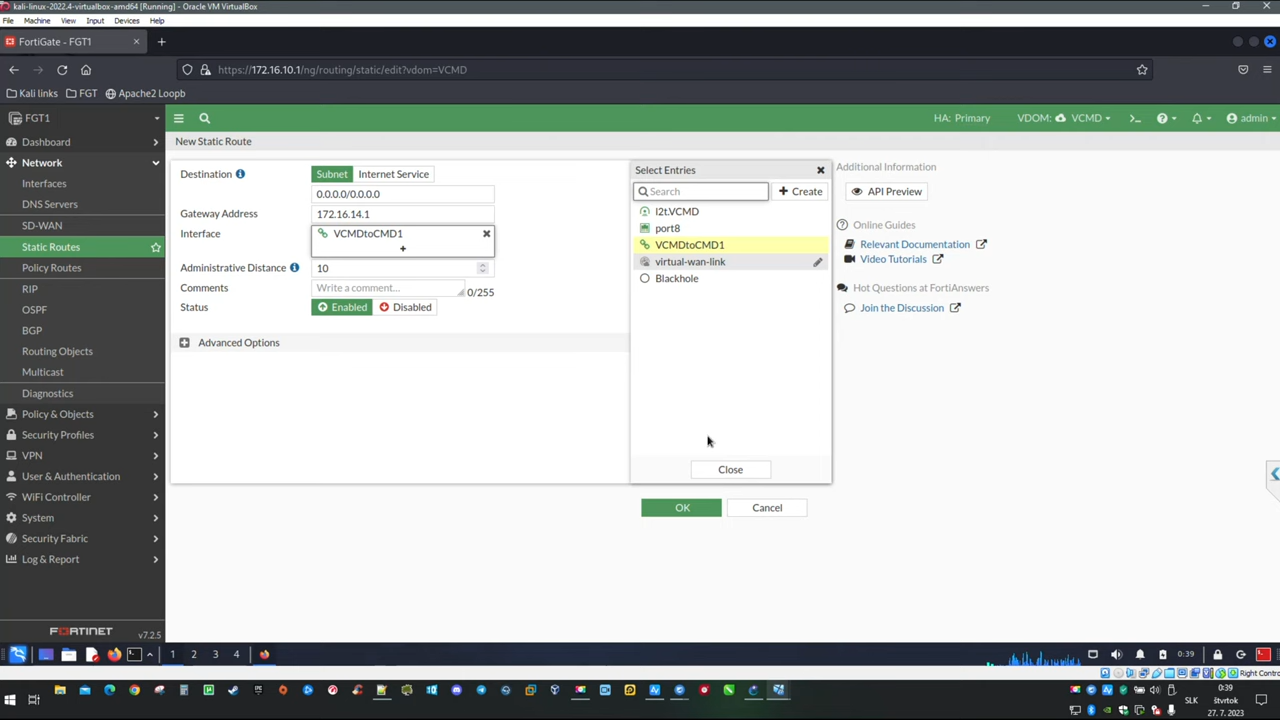 kali-linux-2022.4-virtualbox-amd64 [Running] - Oracle VM VirtualBox
File Machine View Input Devices Help
FortiGate - FGT1
https://172.16.10.1/ng/routing/static/edit?vdom=VCMD
Kali links FGT Apache2 Loopb
FGT1
HA: Primary VDOM: VCMD admin
Dashboard
Network
Interfaces
DNS Servers
SD-WAN
Static Routes
Policy Routes
RIP
OSPF
BGP
Routing Objects
Multicast
Diagnostics
Policy & Objects
Security Profiles
VPN
User & Authentication
WiFi Controller
System
Security Fabric
Log & Report
FORTINET v7.2.5
New Static Route
Destination Subnet Internet Service
0.0.0.0/0.0.0.0
Gateway Address 172.16.14.1
Interface VCMDtoCMD1
+
Administrative Distance 10
Comments Write a comment... 0/255
Status Enabled Disabled
Advanced Options
Select Entries
Search Create
l2t.VCMD
port8
VCMDtoCMD1
virtual-wan-link
Blackhole
Close
OK Cancel
Additional Information
API Preview
Online Guides
Relevant Documentation
Video Tutorials
Hot Questions at FortiAnswers
Join the Discussion
1 2 3 4
0:39
Right Control
SLK
0:39
štvrtok
27. 7. 2023